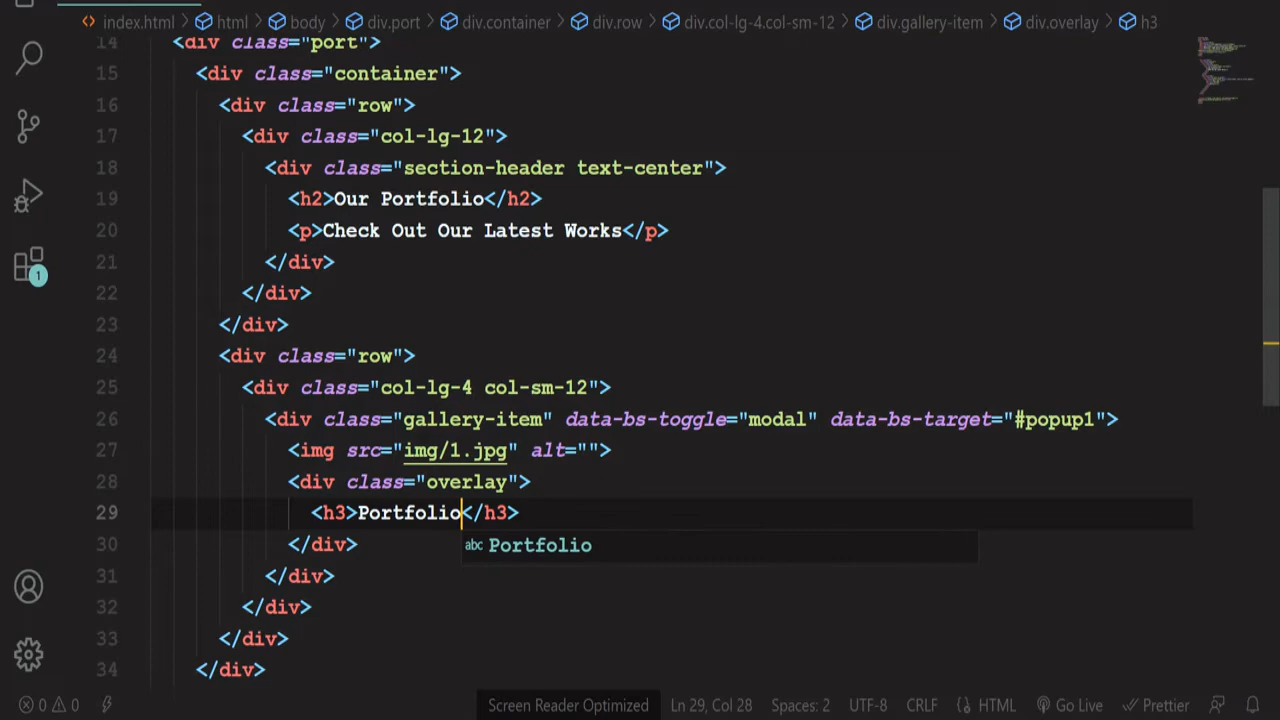 index.html > html > body > div.port > div.container > div.row > div.col-lg-4.col-sm-12 > div.gallery-item > div.overlay > h3
14 <div class="port">
15 <div class="container">
16 <div class="row">
17 <div class="col-lg-12">
18 <div class="section-header text-center">
19 <h2>Our Portfolio</h2>
20 <p>Check Out Our Latest Works</p>
21 </div>
22 </div>
23 </div>
24 <div class="row">
25 <div class="col-lg-4 col-sm-12">
26 <div class="gallery-item" data-bs-toggle="modal" data-bs-target="#popup1">
27 <img src="img/1.jpg" alt="">
28 <div class="overlay">
29 <h3>Portfolio</h3>
30 </div>
abc Portfolio
31 </div>
32 </div>
33 </div>
34 </div>
1
0 0 Screen Reader Optimized Ln 29, Col 28 Spaces: 2 UTF-8 CRLF {} HTML Go Live Prettier